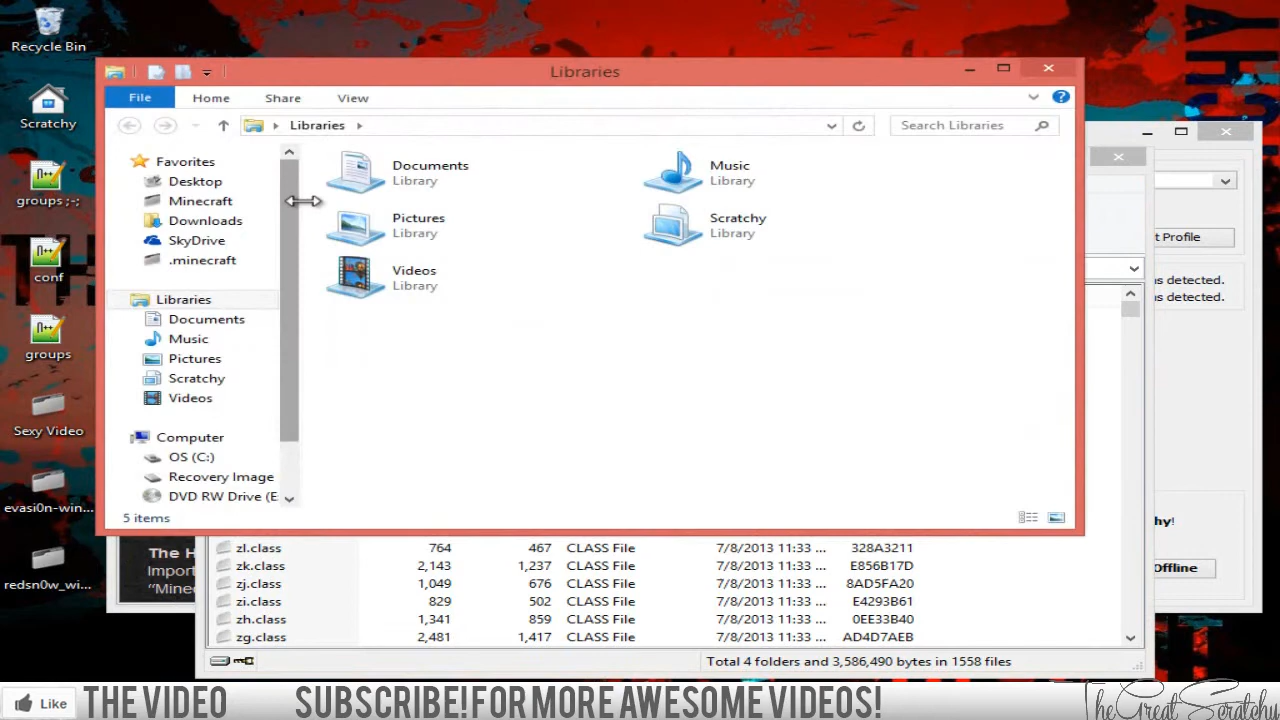 Recycle Bin
Scratchy
groups ;-;
conf
groups
Sexy Video
evasi0n-win...
redsn0w_wi...
Libraries
File
Home
Share
View
Libraries
Search Libraries
Favorites
Desktop
Minecraft
Downloads
SkyDrive
.minecraft
Libraries
Documents
Music
Pictures
Scratchy
Videos
Computer
OS (C:)
Recovery Image
DVD RW Drive (E
Documents
Library
Music
Library
Pictures
Library
Scratchy
Library
Videos
Library
5 items
t Profile
s detected.
s detected.
hy!
Offline
The H
Import
"Mine
zl.class 764 467 CLASS File 7/8/2013 11:33 ... 328A3211
zk.class 2,143 1,237 CLASS File 7/8/2013 11:33 ... E856B17D
zj.class 1,049 676 CLASS File 7/8/2013 11:33 ... 8AD5FA20
zi.class 829 502 CLASS File 7/8/2013 11:33 ... E4293B61
zh.class 1,341 859 CLASS File 7/8/2013 11:33 ... 0EE33B40
zg.class 2,481 1,417 CLASS File 7/8/2013 11:33 ... AD4D7AEB
Total 4 folders and 3,586,490 bytes in 1558 files
Like THE VIDEO SUBSCRIBE! FOR MORE AWESOME VIDEOS!
TheGreatScratchy